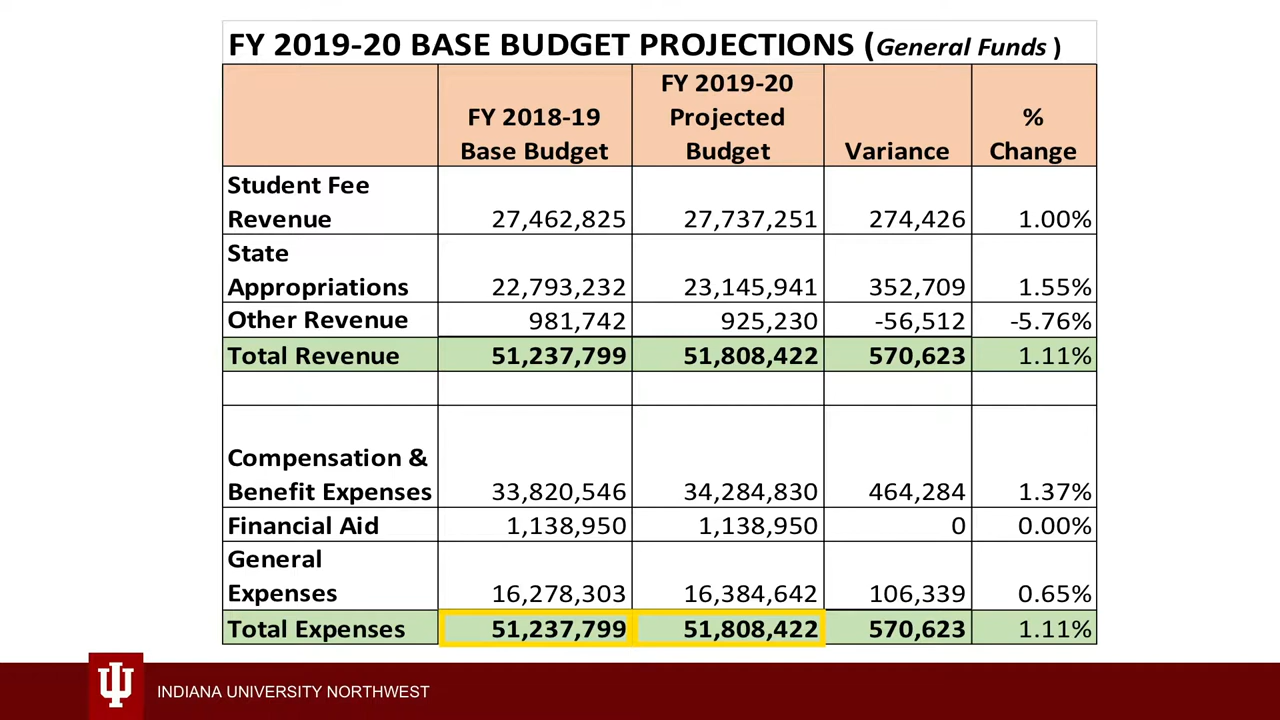 FY 2019-20 BASE BUDGET PROJECTIONS (General Funds )
FY 2018-19 Base Budget
FY 2019-20 Projected Budget
Variance
% Change
Student Fee Revenue 27,462,825 27,737,251 274,426 1.00%
State Appropriations 22,793,232 23,145,941 352,709 1.55%
Other Revenue 981,742 925,230 -56,512 -5.76%
Total Revenue 51,237,799 51,808,422 570,623 1.11%
Compensation & Benefit Expenses 33,820,546 34,284,830 464,284 1.37%
Financial Aid 1,138,950 1,138,950 0 0.00%
General Expenses 16,278,303 16,384,642 106,339 0.65%
Total Expenses 51,237,799 51,808,422 570,623 1.11%
INDIANA UNIVERSITY NORTHWEST